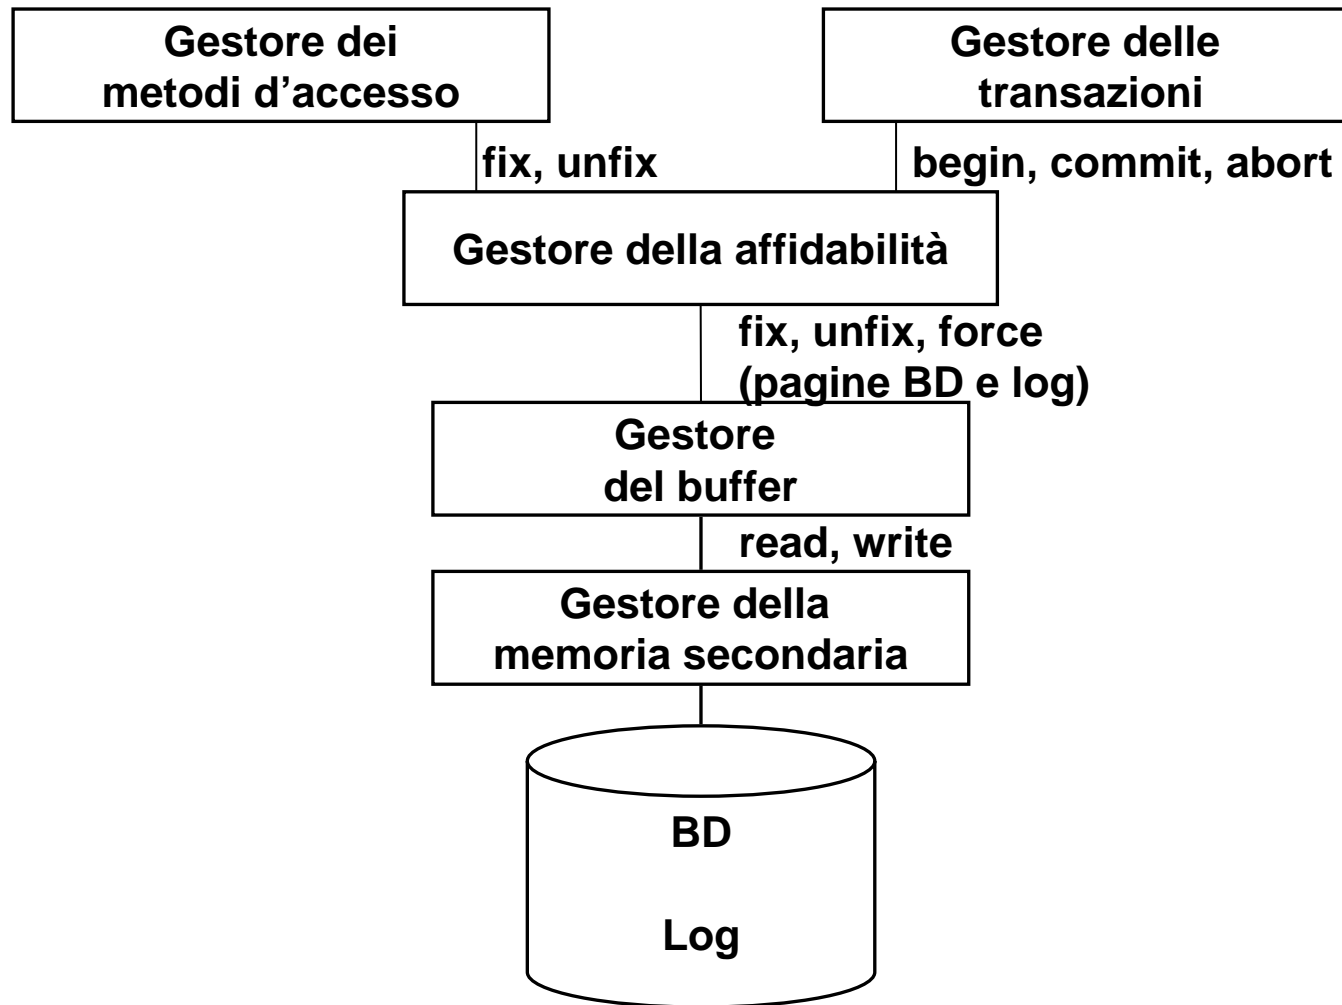 Gestore dei
metodi d'accesso
Gestore delle
transazioni
fix, unfix
begin, commit, abort
Gestore della affidabilità
fix, unfix, force
(pagine BD e log)
Gestore
del buffer
read, write
Gestore della
memoria secondaria
BD
Log